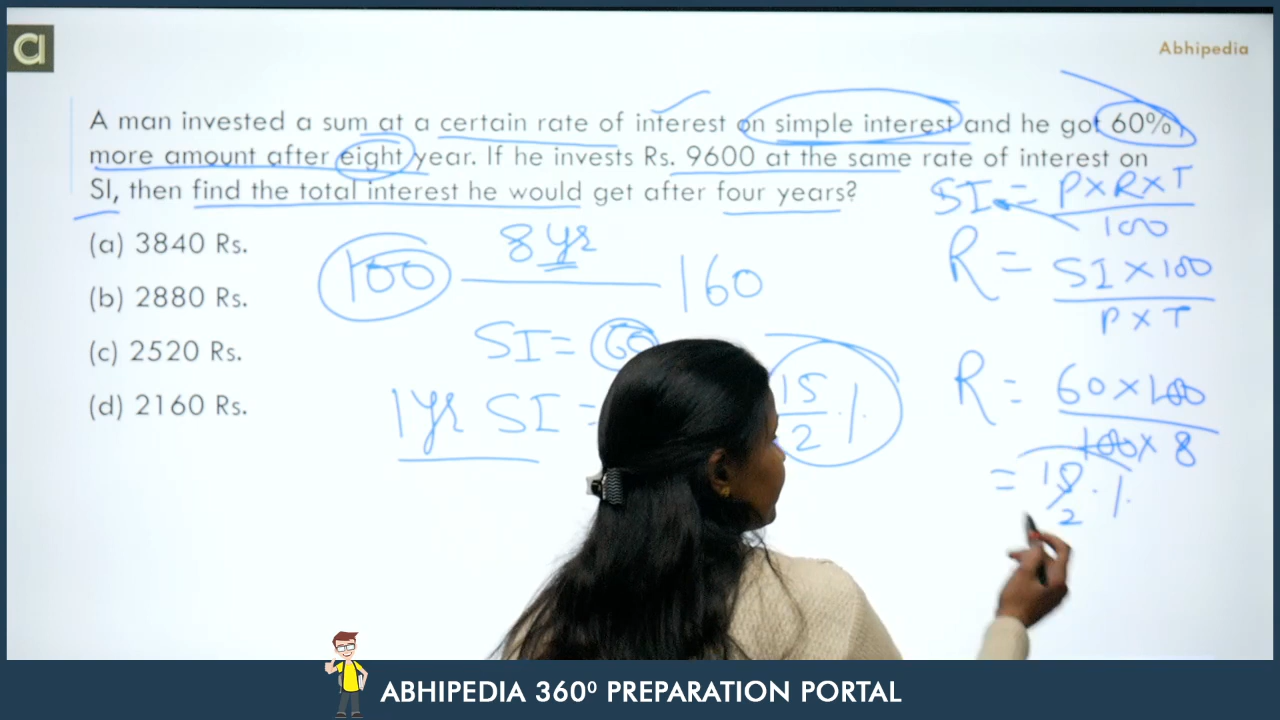 a
Abhipedia
A man invested a sum at a certain rate of interest on simple interest and he got 60%
more amount after eight year. If he invests Rs. 9600 at the same rate of interest on
SI, then find the total interest he would get after four years?
(a) 3840 Rs.
(b) 2880 Rs.
(c) 2520 Rs.
(d) 2160 Rs.
8 yr
100 160
SI = 60
1 yr SI =
15/2 %
SI = P×R×T
100
R = SI×100
P×T
R = 60×100
100×8
= %
2
ABHIPEDIA 360⁰ PREPARATION PORTAL